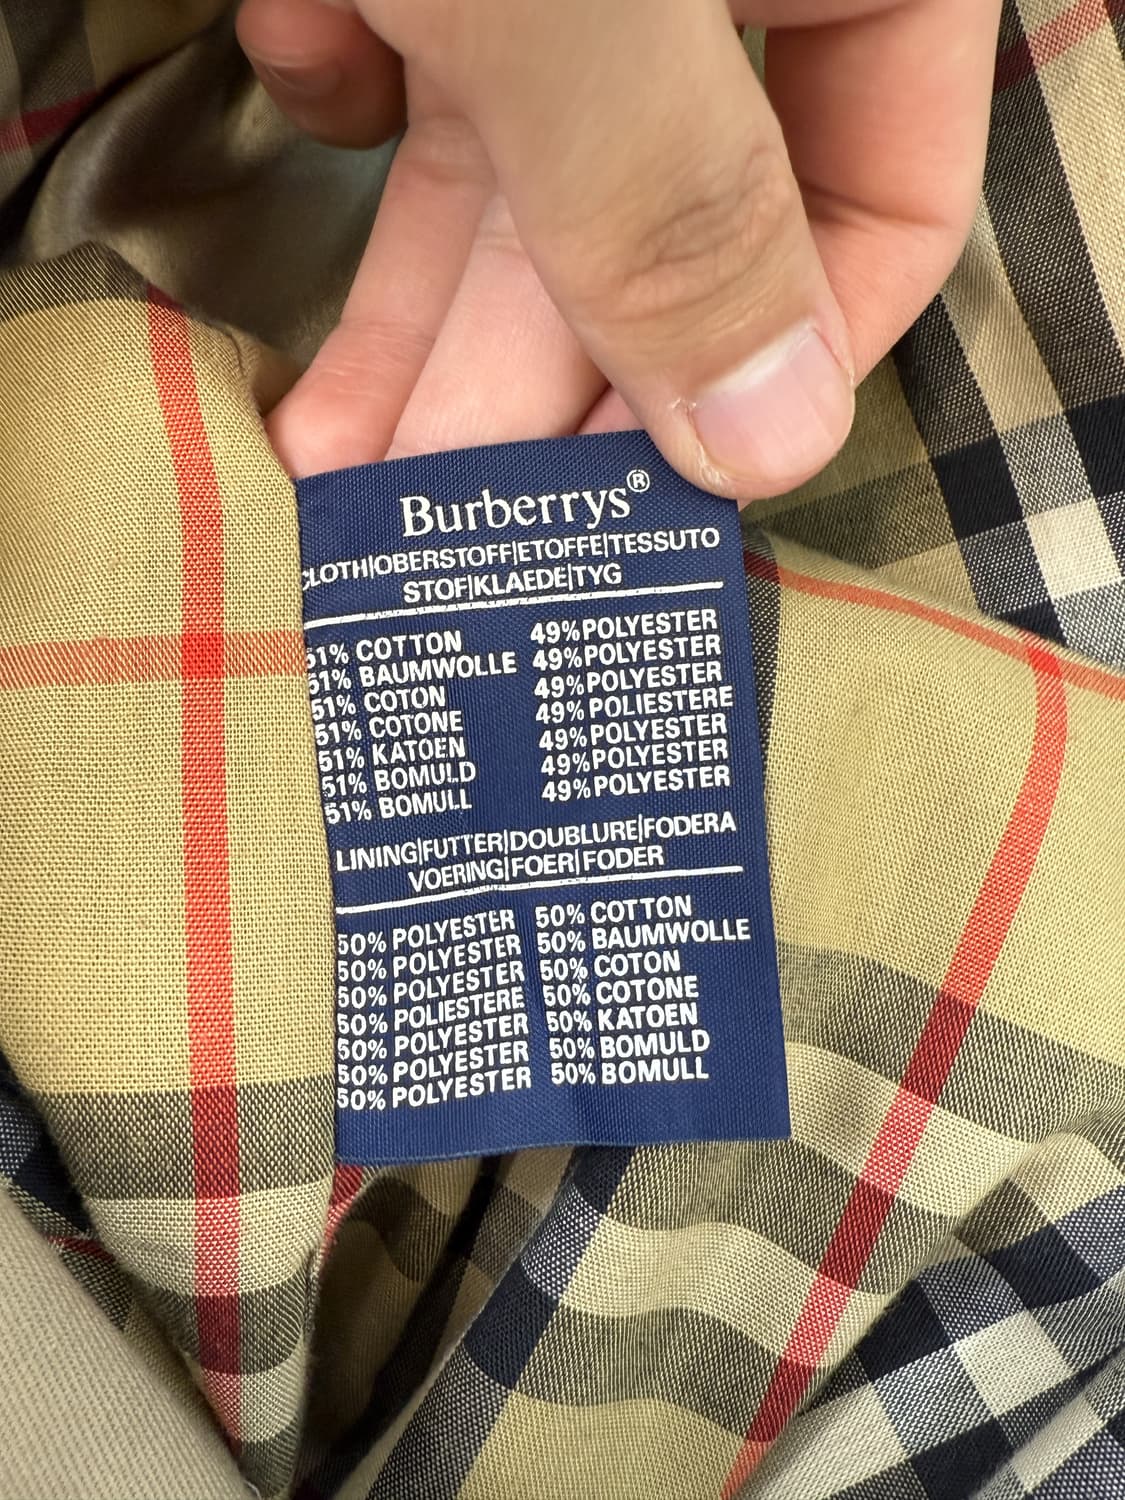 Burberrys®
CLOTH|OBERSTOFF|ETOFFE|TESSUTO
STOF|KLAEDE|TYG
51% COTTON 49% POLYESTER
51% BAUMWOLLE 49% POLYESTER
51% COTON 49% POLYESTER
51% COTONE 49% POLIESTERE
51% KATOEN 49% POLYESTER
51% BOMULD 49% POLYESTER
51% BOMULL 49% POLYESTER
LINING|FUTTER|DOUBLURE|FODERA
VOERING|FOER|FODER
50% POLYESTER 50% COTTON
50% POLYESTER 50% BAUMWOLLE
50% POLYESTER 50% COTON
50% POLIESTERE 50% COTONE
50% POLYESTER 50% KATOEN
50% POLYESTER 50% BOMULD
50% POLYESTER 50% BOMULL